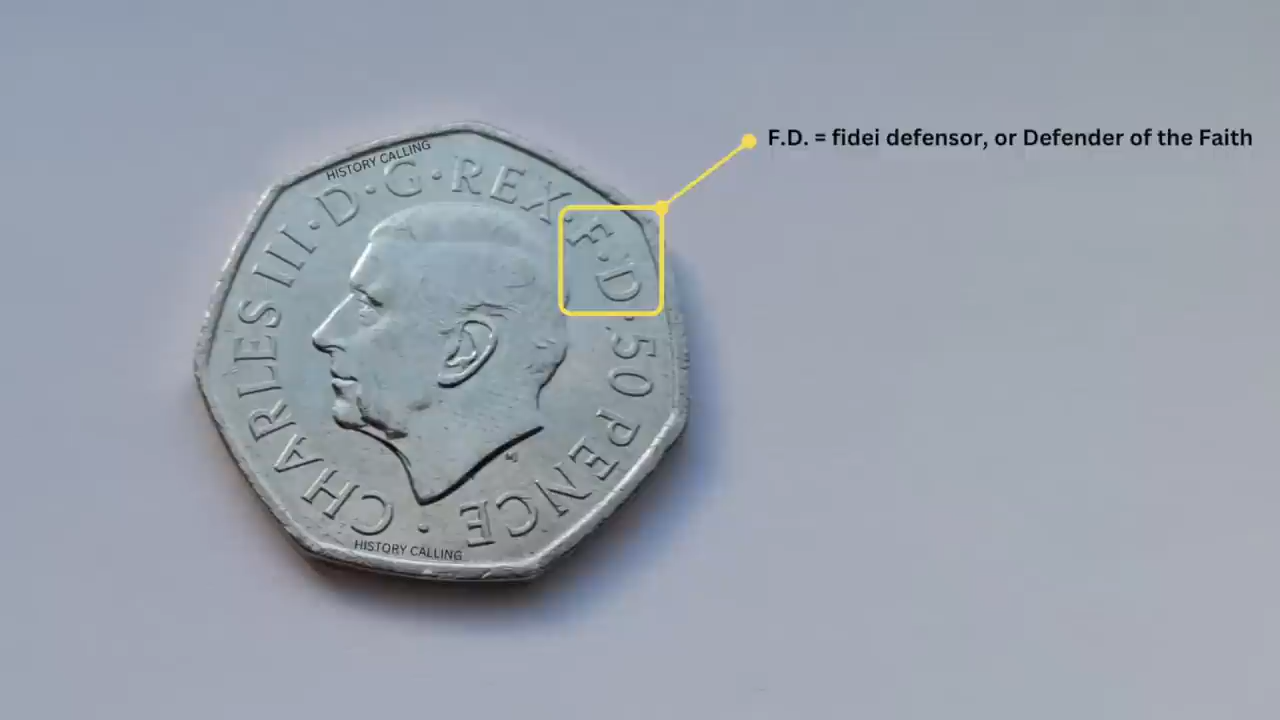 HISTORY CALLING
CHARLES III · D · G · REX · F · D · 50 PENCE ·
HISTORY CALLING
F.D. = fidei defensor, or Defender of the Faith